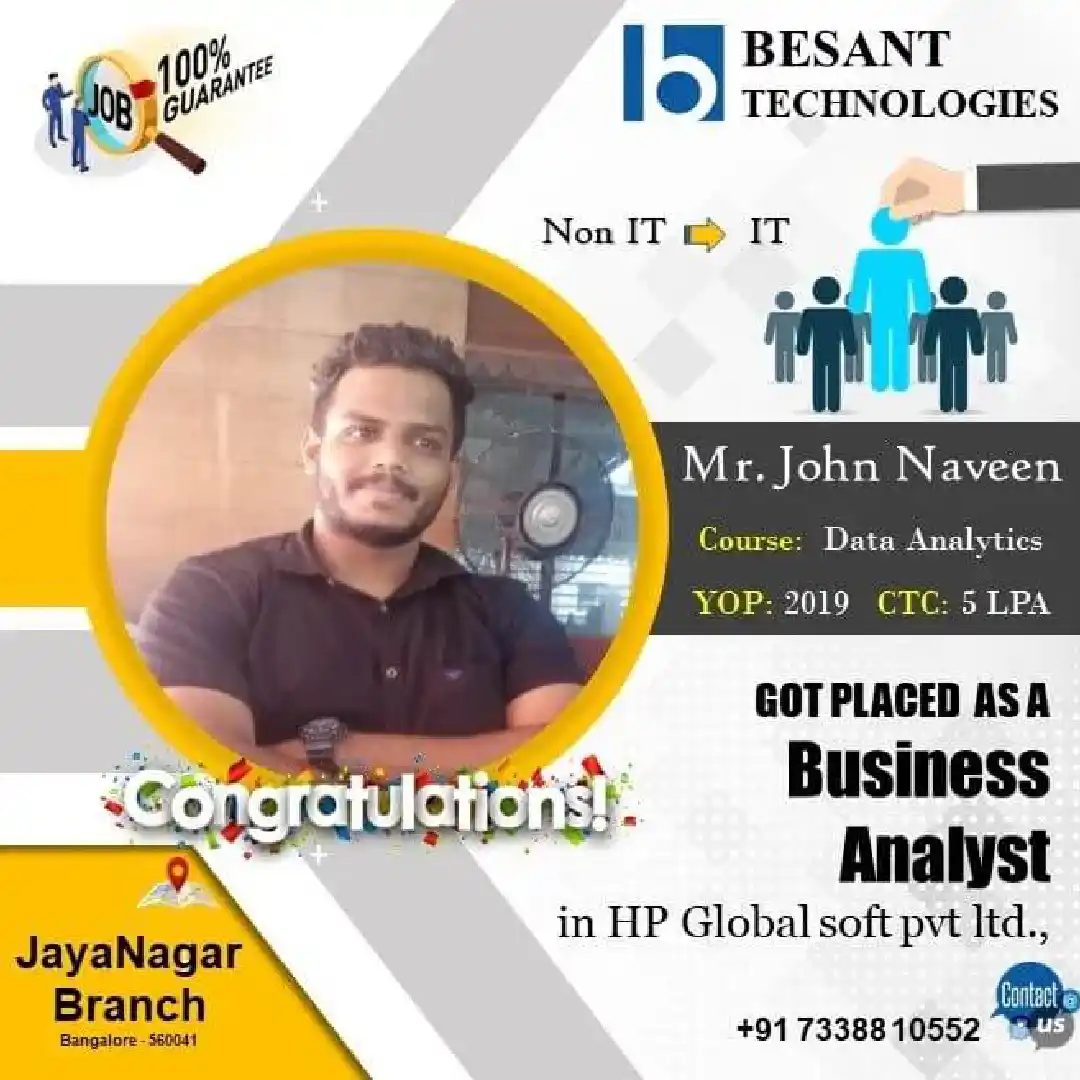 JOB
100%
GUARANTEE
b
BESANT
TECHNOLOGIES
Non IT IT
Mr. John Naveen
Course: Data Analytics
YOP: 2019 CTC: 5 LPA
GOT PLACED AS A
Business
Analyst
in HP Global soft pvt ltd.,
Congratulations!
JayaNagar
Branch
Bangalore - 560041
Contact @
us
+91 73388 10552